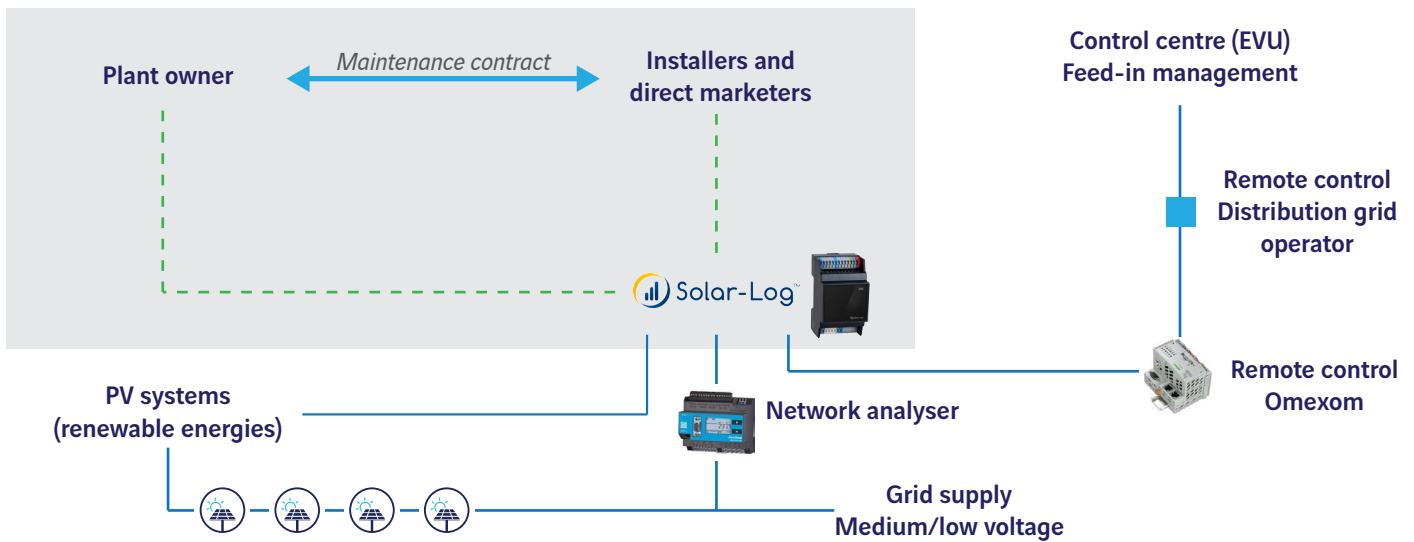 Plant owner
Maintenance contract
Installers and
direct marketers
Control centre (EVU)
Feed-in management
Remote control
Distribution grid
operator
Solar-Log™
Remote control
Omexom
PV systems
(renewable energies)
Network analyser
Grid supply
Medium/low voltage